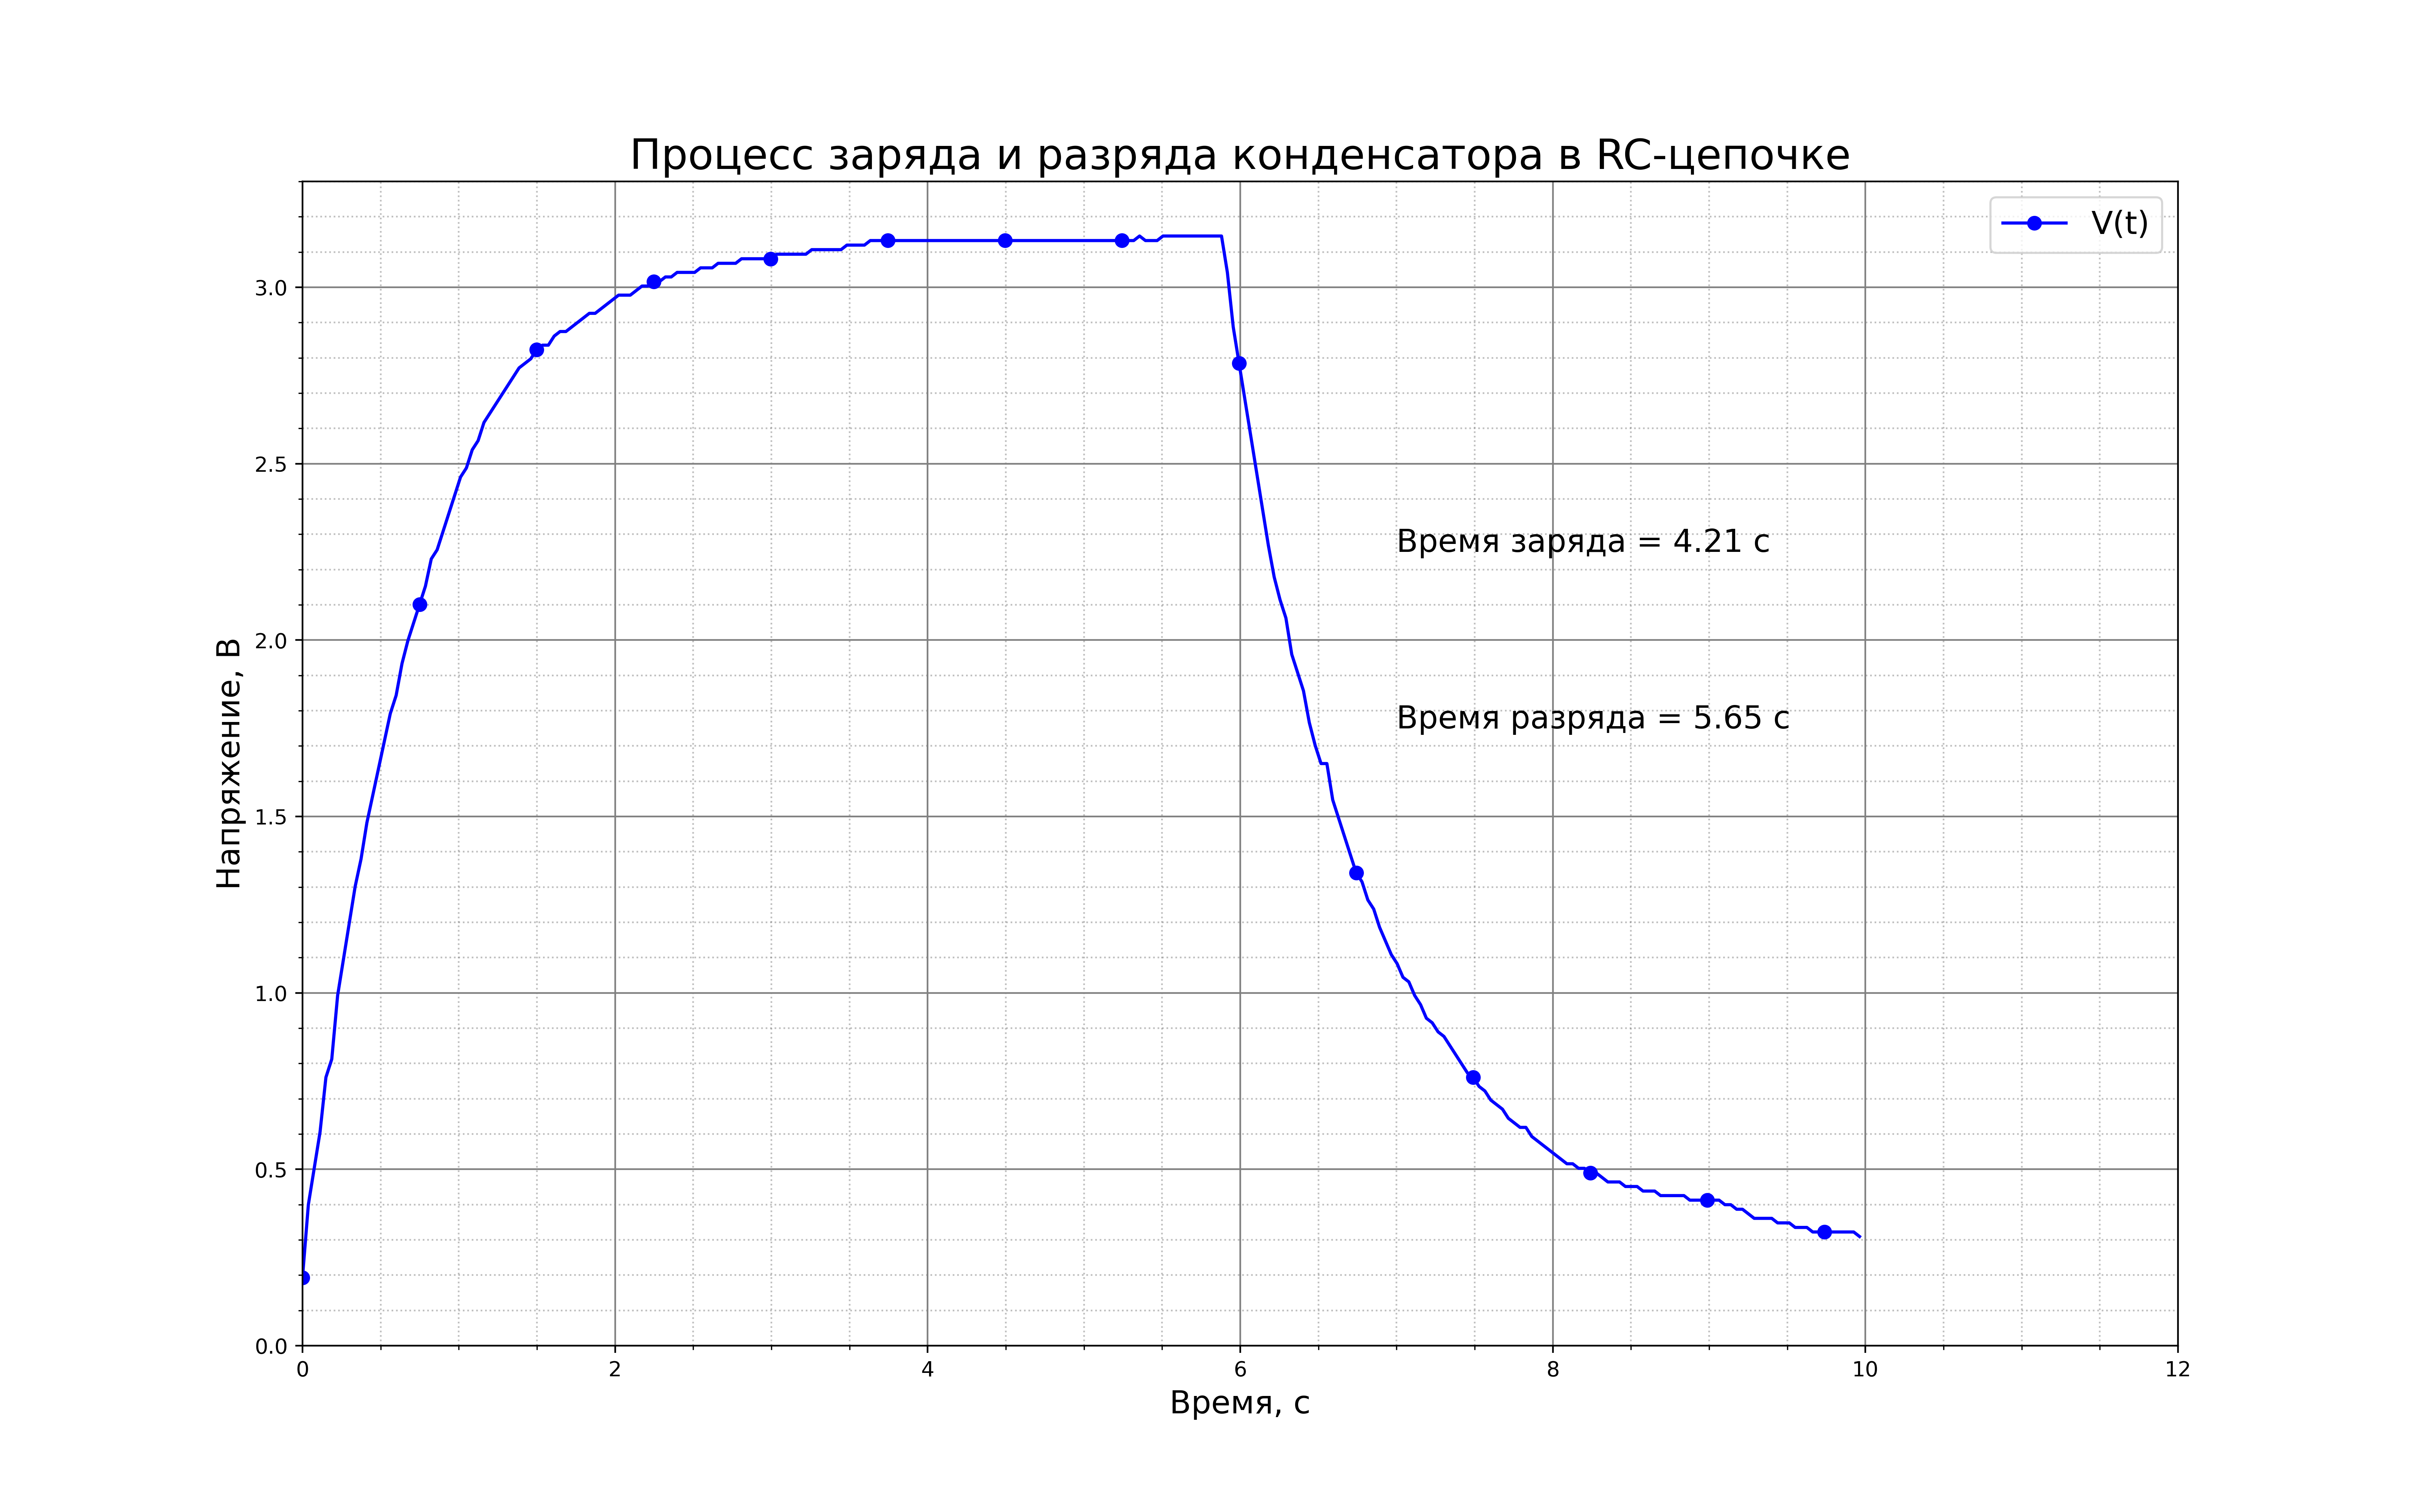 Процесс заряда и разряда конденсатора в RC-цепочке
V(t)
Напряжение, В
3.0
2.5
2.0
1.5
1.0
0.5
0.0
Время заряда = 4.21 с
Время разряда = 5.65 с
0 2 4 6 8 10 12
Время, с